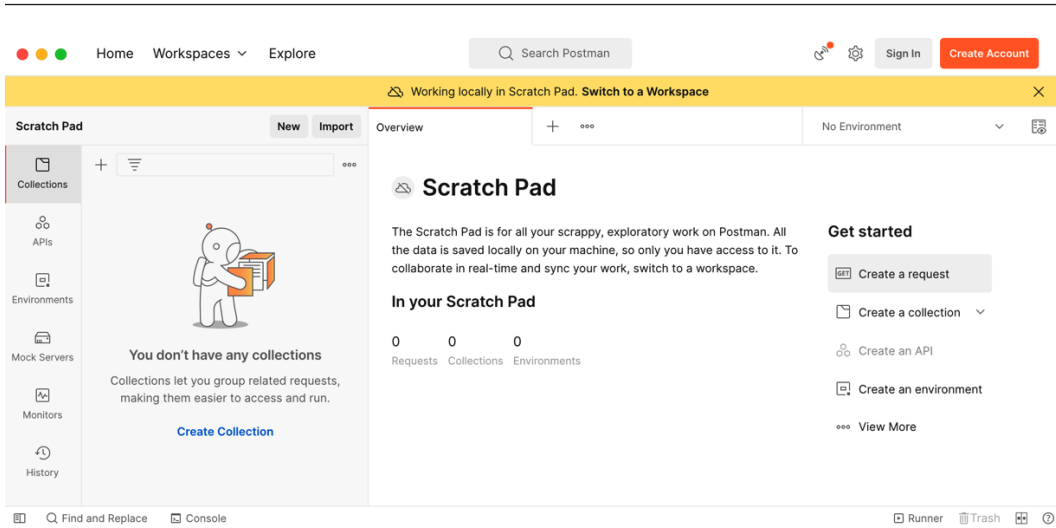 Home Workspaces Explore
Search Postman
Sign In
Create Account
Working locally in Scratch Pad. Switch to a Workspace
Scratch Pad
New
Import
Overview
No Environment
Collections
APIs
Environments
Mock Servers
Monitors
History
You don't have any collections
Collections let you group related requests,
making them easier to access and run.
Create Collection
Scratch Pad
The Scratch Pad is for all your scrappy, exploratory work on Postman. All
the data is saved locally on your machine, so only you have access to it. To
collaborate in real-time and sync your work, switch to a workspace.
In your Scratch Pad
0 0 0
Requests Collections Environments
Get started
GET Create a request
Create a collection
Create an API
Create an environment
View More
Find and Replace
Console
Runner
Trash